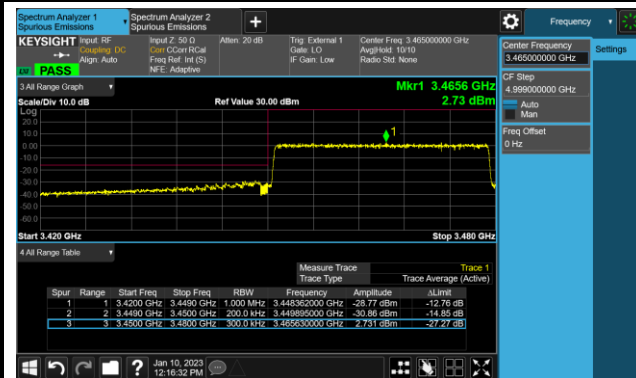 Spectrum Analyzer 1
Spurious Emissions
Spectrum Analyzer 2
Spurious Emissions
+
Frequency
KEYSIGHT
Input: RF
Coupling: DC
Align: Auto
Input Z: 50 Ω
Corr CCorr RCal
Freq Ref: Int (S)
NFE: Adaptive
Atten: 20 dB
Trig: External 1
Gate: LO
IF Gain: Low
Center Freq: 3.465000000 GHz
Avg|Hold: 10/10
Radio Std: None
PASS
Center Frequency
3.465000000 GHz
Settings
CF Step
4.999000000 GHz
Auto
Man
Freq Offset
0 Hz
3 All Range Graph
Mkr1 3.4656 GHz
Scale/Div 10.0 dB
Ref Value 30.00 dBm
2.73 dBm
Log
20.0
10.0
0.00
-10.0
-20.0
-30.0
-40.0
-50.0
-60.0
1
Start 3.420 GHz
Stop 3.480 GHz
4 All Range Table
Measure Trace Trace 1
Trace Type Trace Average (Active)
Spur Range Start Freq Stop Freq RBW Frequency Amplitude ΔLimit
1 1 3.4200 GHz 3.4490 GHz 1.000 MHz 3.448362000 GHz -28.77 dBm -12.76 dB
2 2 3.4490 GHz 3.4500 GHz 200.0 kHz 3.449895000 GHz -30.86 dBm -14.85 dB
3 3 3.4500 GHz 3.4800 GHz 300.0 kHz 3.465630000 GHz 2.731 dBm -27.27 dB
?
Jan 10, 2023
12:16:32 PM